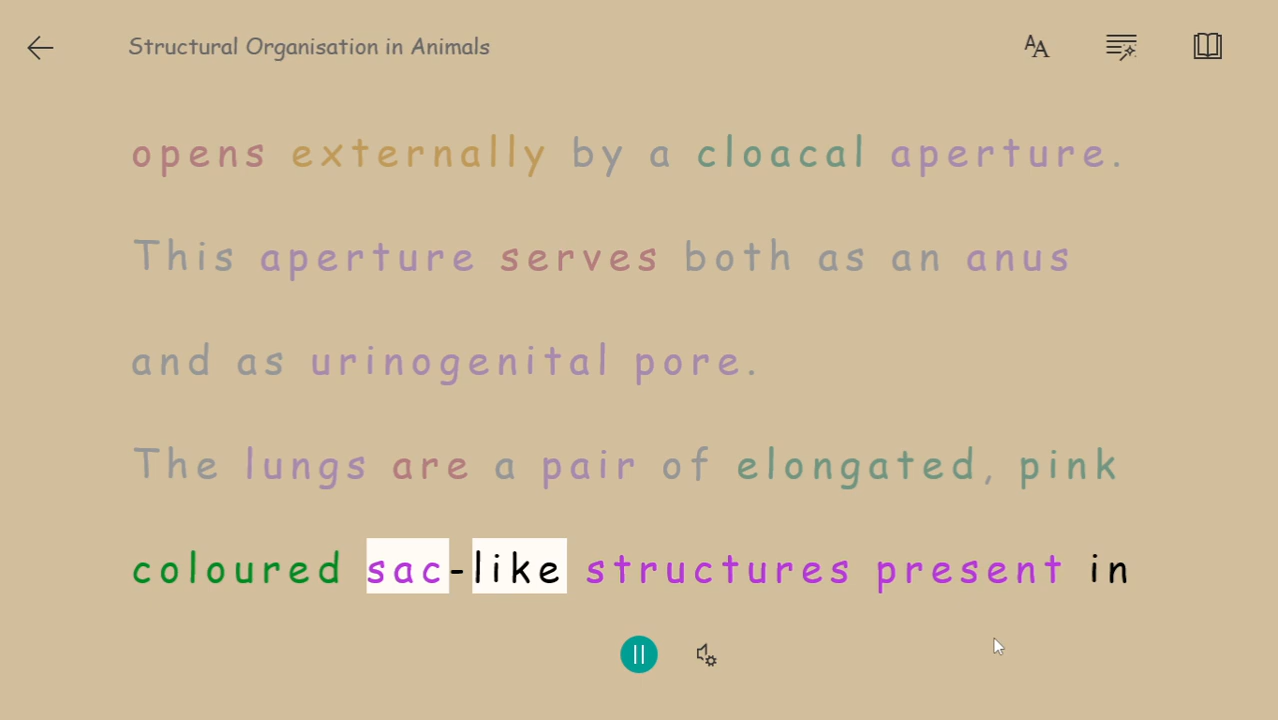 Structural Organisation in Animals
opens externally by a cloacal aperture.
This aperture serves both as an anus
and as urinogenital pore.
The lungs are a pair of elongated, pink
coloured sac-like structures present in